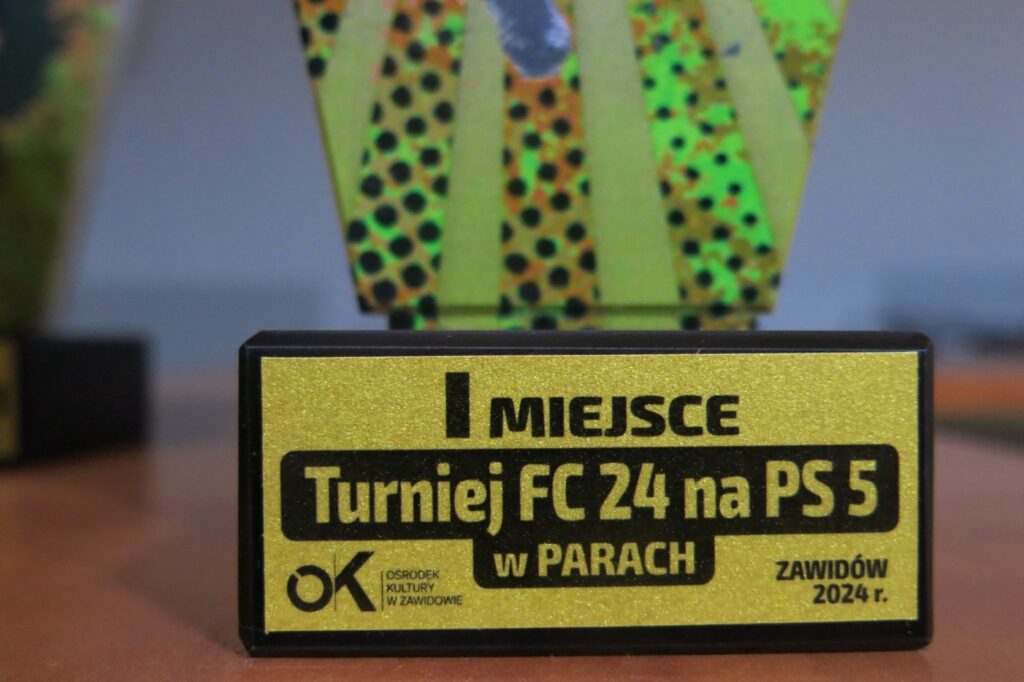 I MIEJSCE
Turniej FC 24 na PS 5
w PARACH
OK
OŚRODEK
KULTURY
W ZAWIDOWIE
ZAWIDÓW
2024 r.